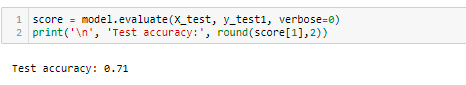 1 score = model.evaluate(X_test, y_test1, verbose=0)
2 print('\n', 'Test accuracy:', round(score[1],2))
Test accuracy: 0.71